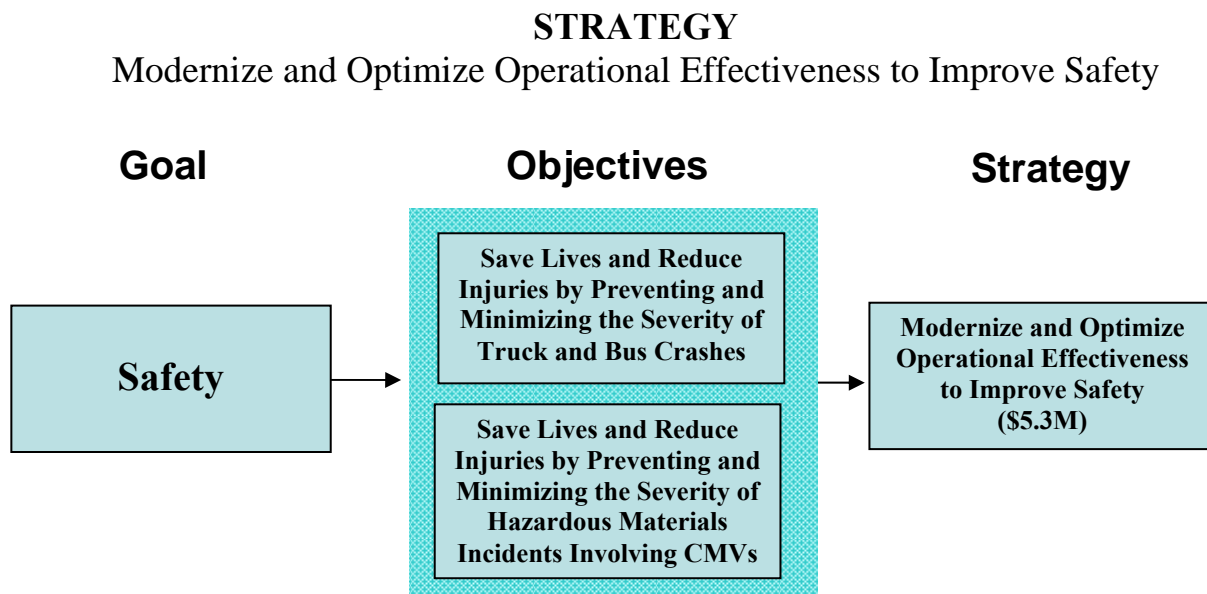 STRATEGY
Modernize and Optimize Operational Effectiveness to Improve Safety
Goal
Objectives
Strategy
Safety
Save Lives and Reduce
Injuries by Preventing and
Minimizing the Severity of
Truck and Bus Crashes
Save Lives and Reduce
Injuries by Preventing and
Minimizing the Severity of
Hazardous Materials
Incidents Involving CMVs
Modernize and Optimize
Operational Effectiveness
to Improve Safety
($5.3M)